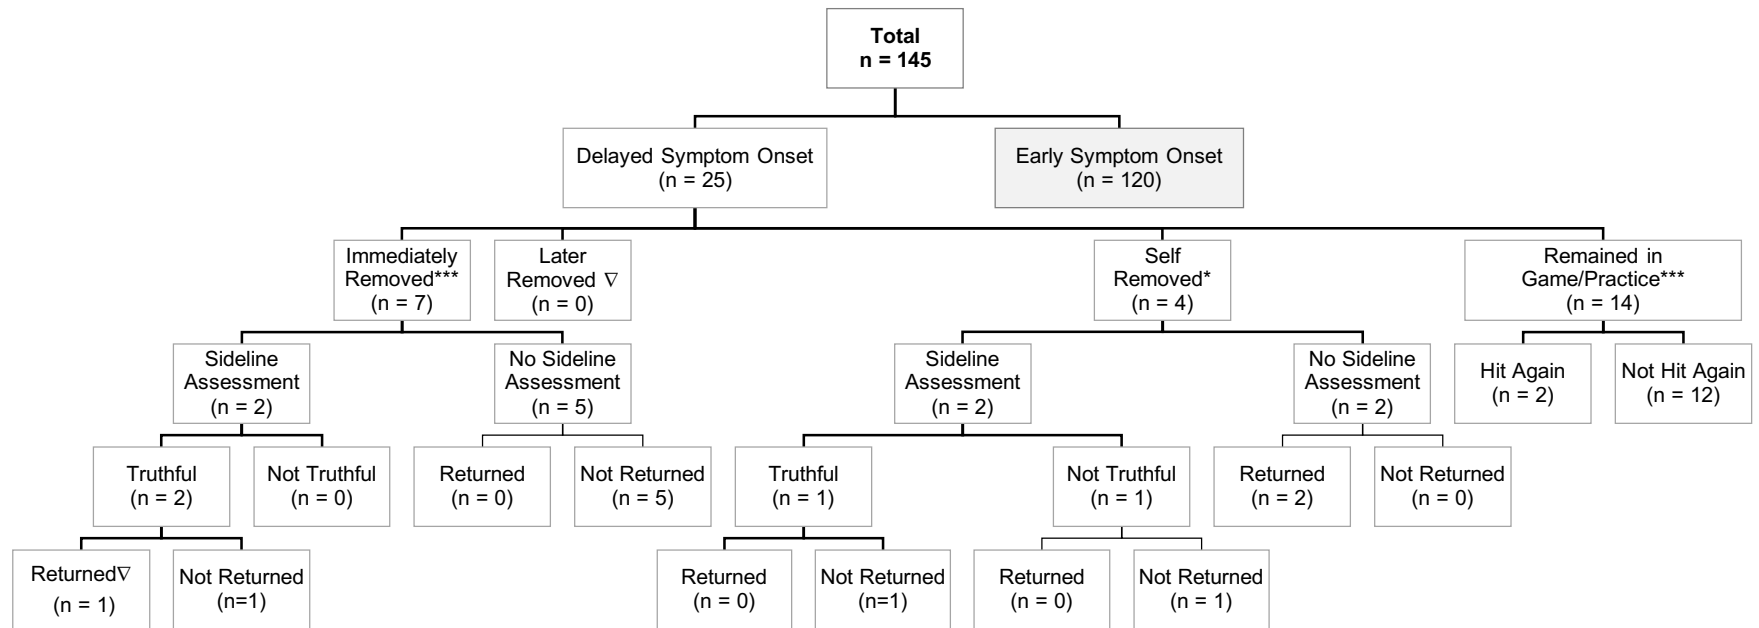 Total
n = 145
Delayed Symptom Onset
(n = 25)
Early Symptom Onset
(n = 120)
Immediately
Removed***
(n = 7)
Later
Removed ∇
(n = 0)
Self
Removed*
(n = 4)
Remained in
Game/Practice***
(n = 14)
Sideline
Assessment
(n = 2)
No Sideline
Assessment
(n = 5)
Sideline
Assessment
(n = 2)
No Sideline
Assessment
(n = 2)
Hit Again
(n = 2)
Not Hit Again
(n = 12)
Truthful
(n = 2)
Not Truthful
(n = 0)
Returned
(n = 0)
Not Returned
(n = 5)
Truthful
(n = 1)
Not Truthful
(n = 1)
Returned
(n = 2)
Not Returned
(n = 0)
Returned∇
(n = 1)
Not Returned
(n=1)
Returned
(n = 0)
Not Returned
(n=1)
Returned
(n = 0)
Not Returned
(n = 1)